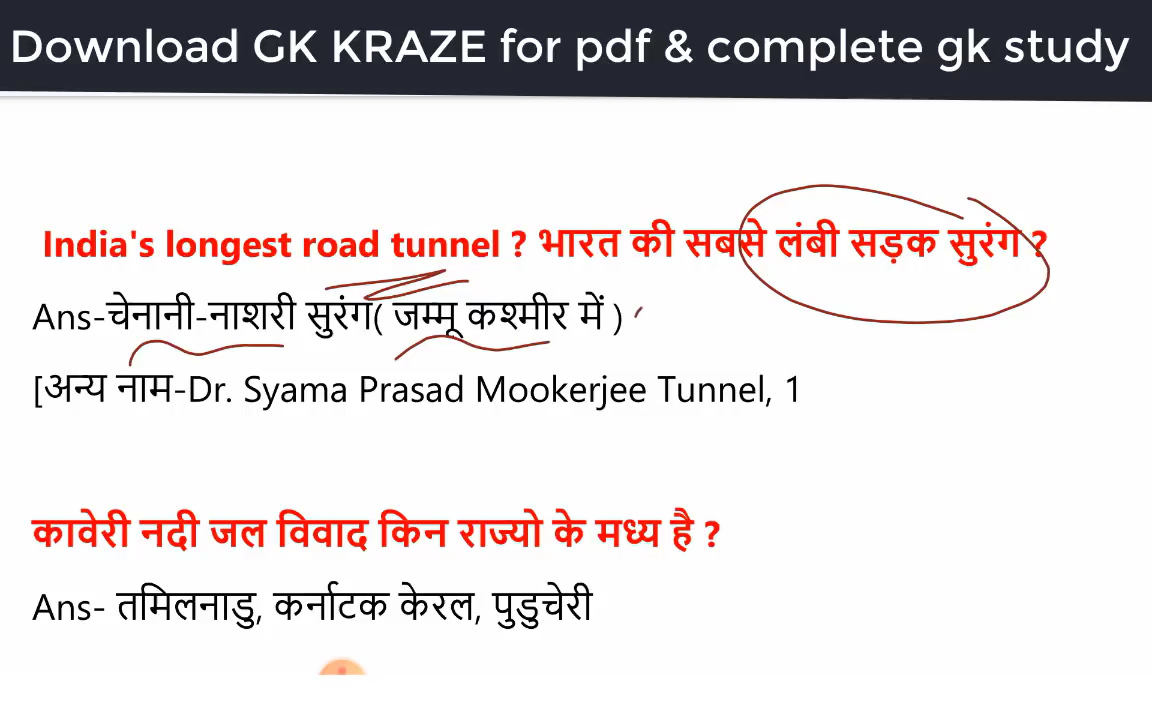 Download GK KRAZE for pdf & complete gk study
India's longest road tunnel ? भारत की सबसे लंबी सड़क सुरंग ?
Ans-चेनानी-नाशरी सुरंग( जम्मू कश्मीर में )
[अन्य नाम-Dr. Syama Prasad Mookerjee Tunnel, 1
कावेरी नदी जल विवाद किन राज्यो के मध्य है ?
Ans- तमिलनाडु, कर्नाटक केरल, पुडुचेरी